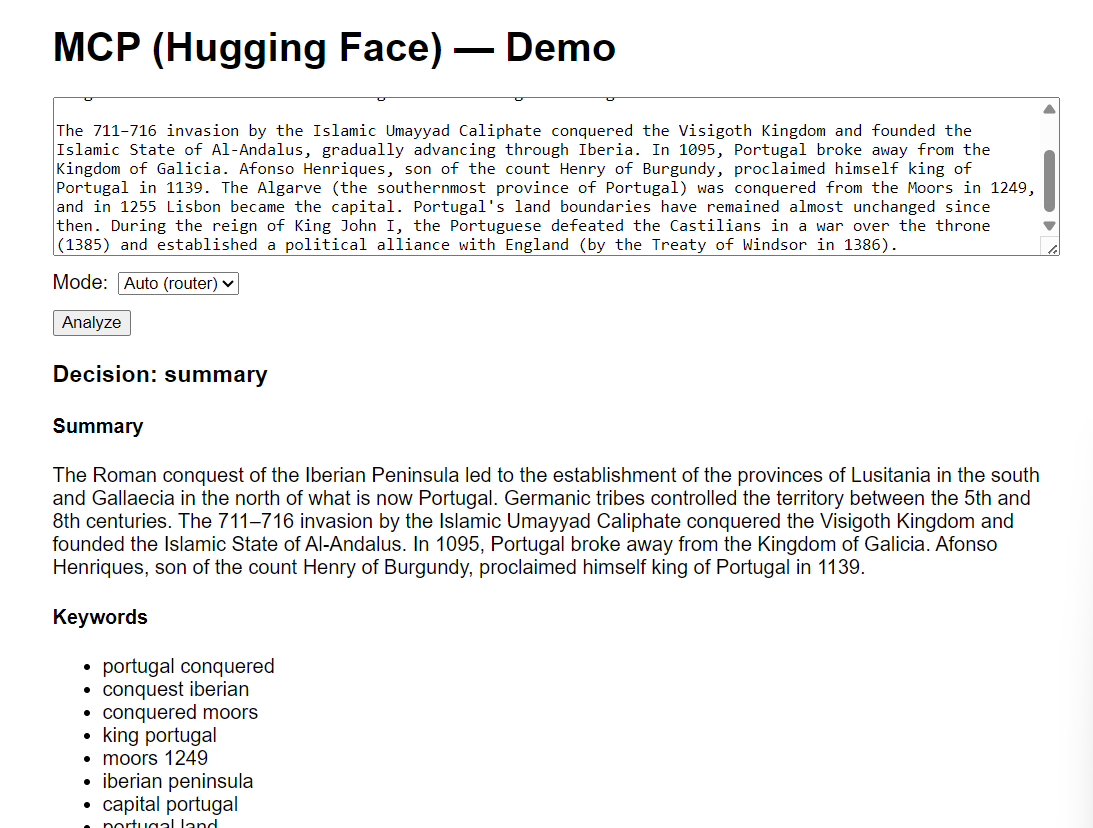 MCP (Hugging Face) — Demo
The 711–716 invasion by the Islamic Umayyad Caliphate conquered the Visigoth Kingdom and founded the
Islamic State of Al-Andalus, gradually advancing through Iberia. In 1095, Portugal broke away from the
Kingdom of Galicia. Afonso Henriques, son of the count Henry of Burgundy, proclaimed himself king of
Portugal in 1139. The Algarve (the southernmost province of Portugal) was conquered from the Moors in 1249,
and in 1255 Lisbon became the capital. Portugal's land boundaries have remained almost unchanged since
then. During the reign of King John I, the Portuguese defeated the Castilians in a war over the throne
(1385) and established a political alliance with England (by the Treaty of Windsor in 1386).
Mode: Auto (router)
Analyze
Decision: summary
Summary
The Roman conquest of the Iberian Peninsula led to the establishment of the provinces of Lusitania in the south
and Gallaecia in the north of what is now Portugal. Germanic tribes controlled the territory between the 5th and
8th centuries. The 711–716 invasion by the Islamic Umayyad Caliphate conquered the Visigoth Kingdom and
founded the Islamic State of Al-Andalus. In 1095, Portugal broke away from the Kingdom of Galicia. Afonso
Henriques, son of the count Henry of Burgundy, proclaimed himself king of Portugal in 1139.
Keywords
• portugal conquered
• conquest iberian
• conquered moors
• king portugal
• moors 1249
• iberian peninsula
• capital portugal
• portugal land